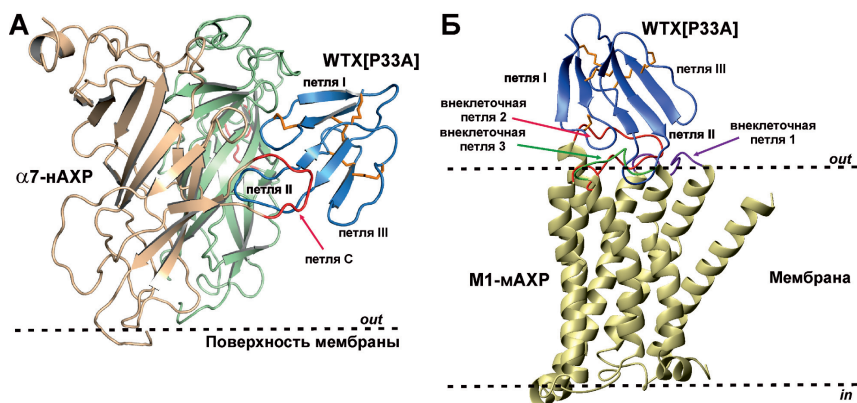 А
WTX[P33A]
петля I
α7-нАХР
петля II
петля III
петля С
out
Поверхность мембраны
Б
WTX[P33A]
петля I
петля III
внеклеточная
петля 2
внеклеточная
петля 3
петля II
внеклеточная
петля 1
out
М1-мАХР
Мембрана
in